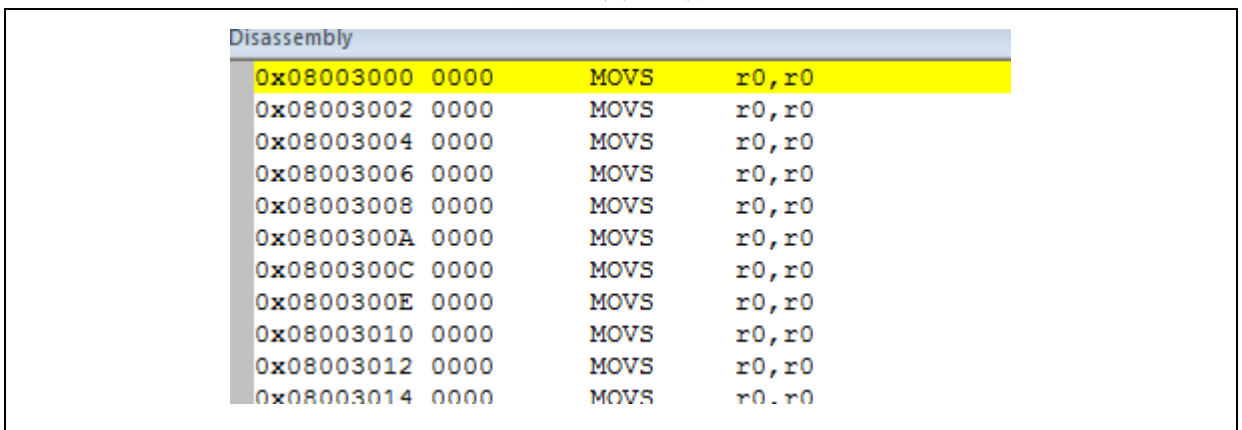 Disassembly
0x08003000 0000 MOVS r0,r0
0x08003002 0000 MOVS r0,r0
0x08003004 0000 MOVS r0,r0
0x08003006 0000 MOVS r0,r0
0x08003008 0000 MOVS r0,r0
0x0800300A 0000 MOVS r0,r0
0x0800300C 0000 MOVS r0,r0
0x0800300E 0000 MOVS r0,r0
0x08003010 0000 MOVS r0,r0
0x08003012 0000 MOVS r0,r0
0x08003014 0000 MOVS r0,r0